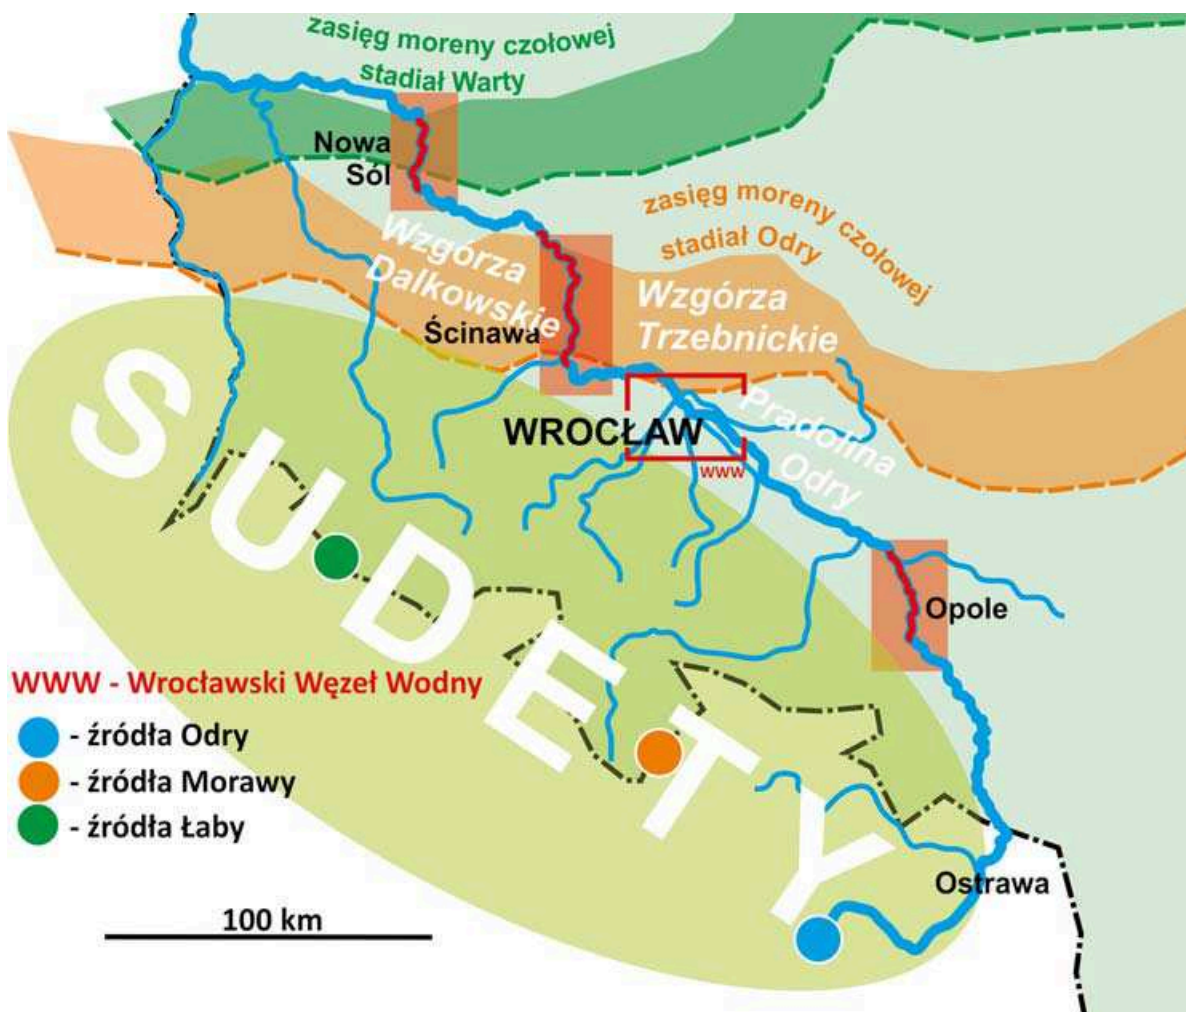 zasięg moreny czołowej
stadiał Warty
Nowa
Sól
zasięg moreny czołowej
stadiał Odry
Wzgórza
Dalkowskie
Wzgórza
Trzebnickie
Ścinawa
WROCŁAW
Pradolina
Odry
WWW
SUDETY
Opole
WWW - Wrocławski Węzeł Wodny
- źródła Odry
- źródła Morawy
- źródła Łaby
Ostrawa
100 km